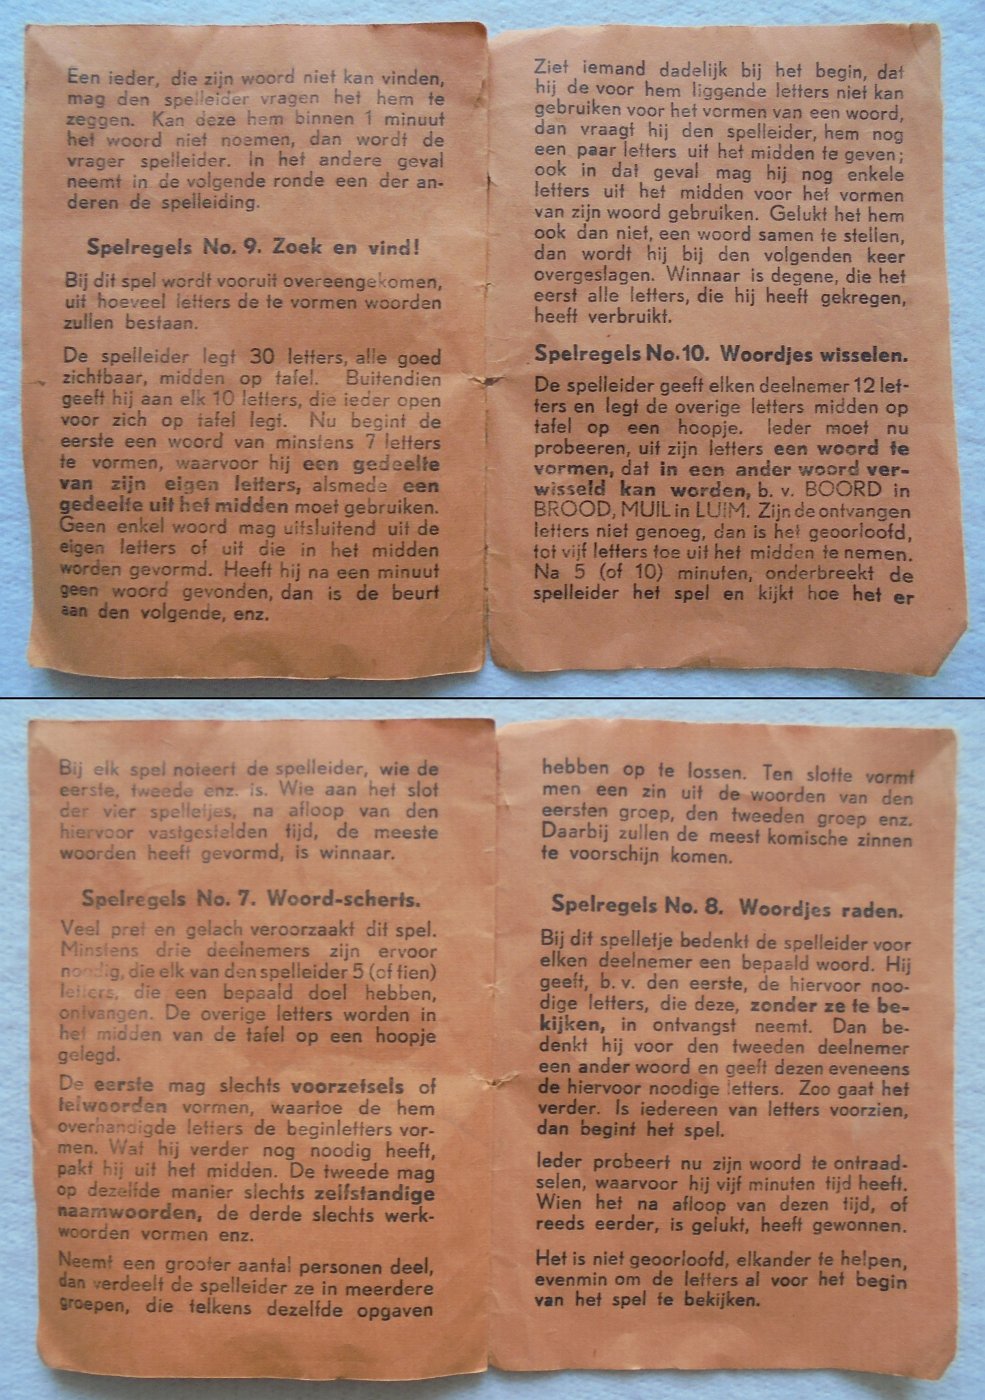 Een ieder, die zijn woord niet kan vinden,
mag den spelleider vragen het hem te
zeggen. Kan deze hem binnen 1 minuut
het woord niet noemen, dan wordt de
vrager spelleider. In het andere geval
neemt in de volgende ronde een der an-
deren de spelleiding.
Spelregels No. 9. Zoek en vind!
Bij dit spel wordt vooruit overeengekomen,
uit hoeveel letters de te vormen woorden
zullen bestaan.
De spelleider legt 30 letters, alle goed
zichtbaar, midden op tafel. Buitendien
geeft hij aan elk 10 letters, die ieder open
voor zich op tafel legt. Nu begint de
eerste een woord van minstens 7 letters
te vormen, waarvoor hij een gedeelte
van zijn eigen letters, alsmede een
gedeelte uit het midden moet gebruiken.
Geen enkel woord mag uitsluitend uit de
eigen letters of uit die in het midden
worden gevormd. Heeft hij na een minuut
geen woord gevonden, dan is de beurt
aan den volgende, enz.
Ziet iemand dadelijk bij het begin, dat
hij de voor hem liggende letters niet kan
gebruiken voor het vormen van een woord,
dan vraagt hij den spelleider, hem nog
een paar letters uit het midden te geven;
ook in dat geval mag hij nog enkele
letters uit het midden voor het vormen
van zijn woord gebruiken. Gelukt het hem
ook dan niet, een woord samen te stellen,
dan wordt hij bij den volgenden keer
overgeslagen. Winnaar is degene, die het
eerst alle letters, die hij heeft gekregen,
heeft verbruikt.
Spelregels No. 10. Woordjes wisselen.
De spelleider geeft elken deelnemer 12 let-
ters en legt de overige letters midden op
tafel op een hoopje. Ieder moet nu
probeeren, uit zijn letters een woord te
vormen, dat in een ander woord ver-
wisseld kan worden, b. v. BOORD in
BROOD, MUIL in LUIM. Zijn de ontvangen
letters niet genoeg, dan is het geoorloofd,
tot vijf letters toe uit het midden te nemen.
Na 5 (of 10) minuten, onderbreekt de
spelleider het spel en kijkt hoe het er
Bij elk spel noteert de spelleider, wie de
eerste, tweede enz. is. Wie aan het slot
der vier spelletjes, na afloop van den
hiervoor vastgestelden tijd, de meeste
woorden heeft gevormd, is winnaar.
Spelregels No. 7. Woord-scherts.
Veel pret en gelach veroorzaakt dit spel.
Minstens drie deelnemers zijn ervoor
noodig, die elk van den spelleider 5 (of tien)
letters, die een bepaald doel hebben,
ontvangen. De overige letters worden in
het midden van de tafel op een hoopje
gelegd.
De eerste mag slechts voorzetsels of
telwoorden vormen, waartoe de hem
overhandigde letters de beginletters vor-
men. Wat hij verder nog noodig heeft,
pakt hij uit het midden. De tweede mag
op dezelfde manier slechts zelfstandige
naamwoorden, de derde slechts werk-
woorden vormen enz.
Neemt een grooter aantal personen deel,
dan verdeelt de spelleider ze in meerdere
groepen, die telkens dezelfde opgaven
hebben op te lossen. Ten slotte vormt
men een zin uit de woorden van den
eersten groep, den tweeden groep enz.
Daarbij zullen de meest komische zinnen
te voorschijn komen.
Spelregels No. 8. Woordjes raden.
Bij dit spelletje bedenkt de spelleider voor
elken deelnemer een bepaald woord. Hij
geeft, b. v. den eerste, de hiervoor noo-
dige letters, die deze, zonder ze te be-
kijken, in ontvangst neemt. Dan be-
denkt hij voor den tweeden deelnemer
een ander woord en geeft dezen eveneens
de hiervoor noodige letters. Zoo gaat het
verder. Is iedereen van letters voorzien,
dan begint het spel.
Ieder probeert nu zijn woord te ontraad-
selen, waarvoor hij vijf minuten tijd heeft.
Wien het na afloop van dezen tijd, of
reeds eerder, is gelukt, heeft gewonnen.
Het is niet geoorloofd, elkander te helpen,
evenmin om de letters al voor het begin
van het spel te bekijken.